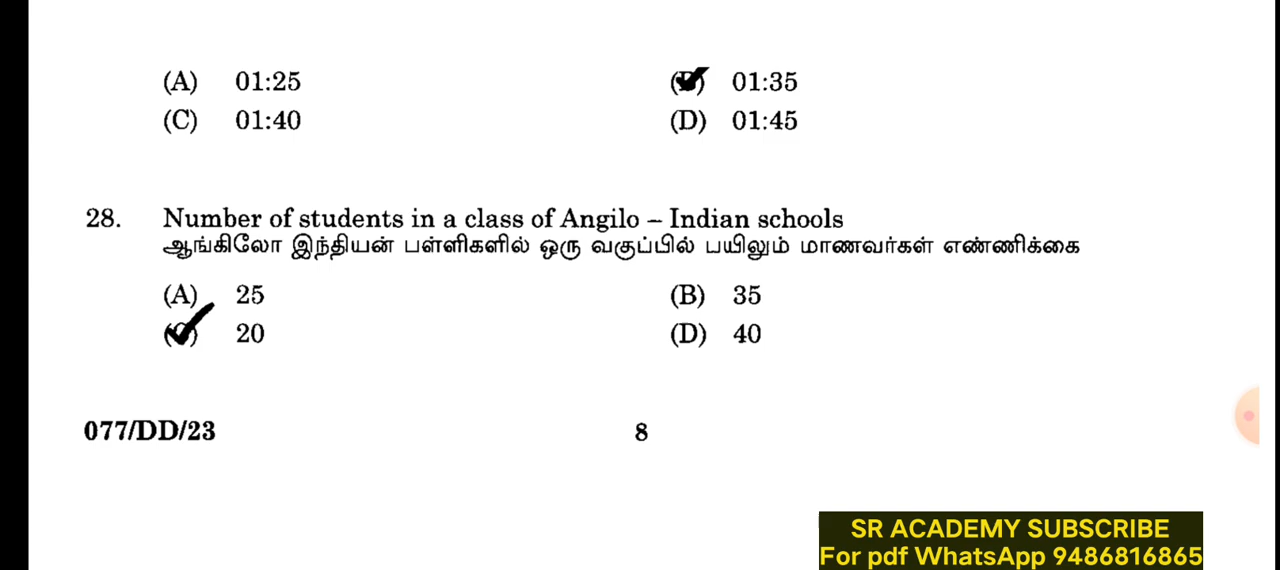 (A) 01:25 (B) 01:35
(C) 01:40 (D) 01:45
28. Number of students in a class of Angilo – Indian schools
ஆங்கிலோ இந்தியன் பள்ளிகளில் ஒரு வகுப்பில் பயிலும் மாணவர்கள் எண்ணிக்கை
(A) 25 (B) 35
(C) 20 (D) 40
077/DD/23 8
SR ACADEMY SUBSCRIBE
For pdf WhatsApp 9486816865